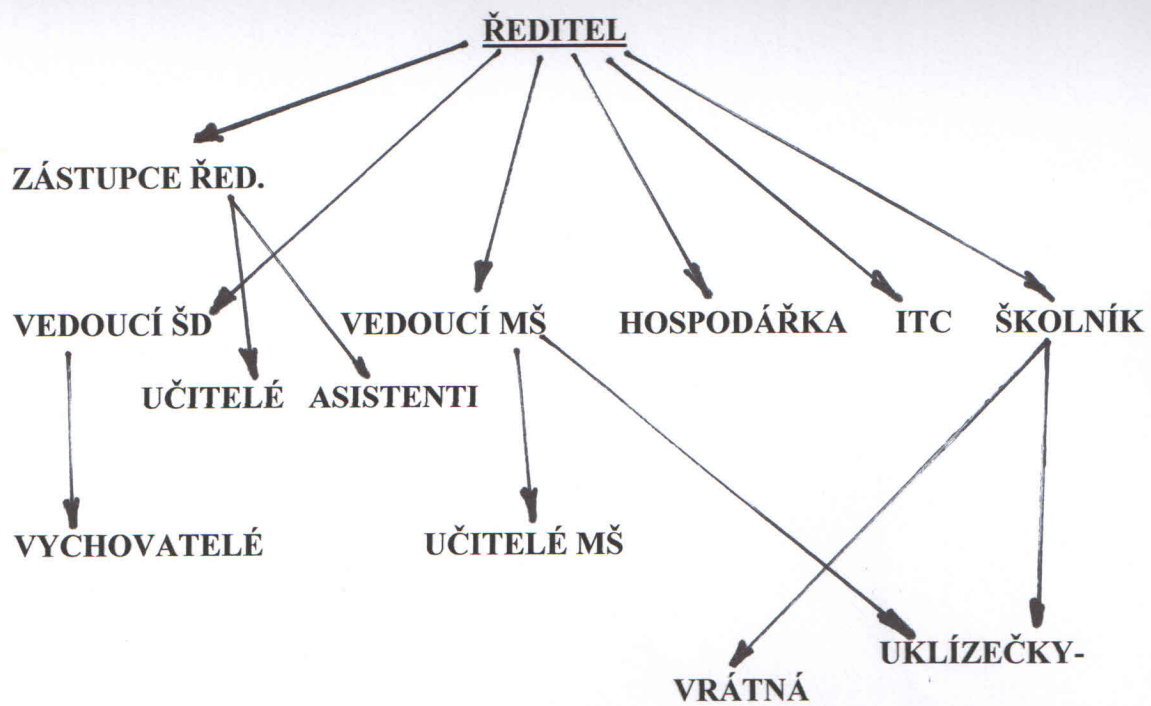 ŘEDITEL
ZÁSTUPCE ŘED.
VEDOUCÍ ŠD VEDOUCÍ MŠ HOSPODÁŘKA ITC ŠKOLNÍK
UČITELÉ ASISTENTI
VYCHOVATELÉ UČITELÉ MŠ
UKLÍZEČKY-
VRÁTNÁ